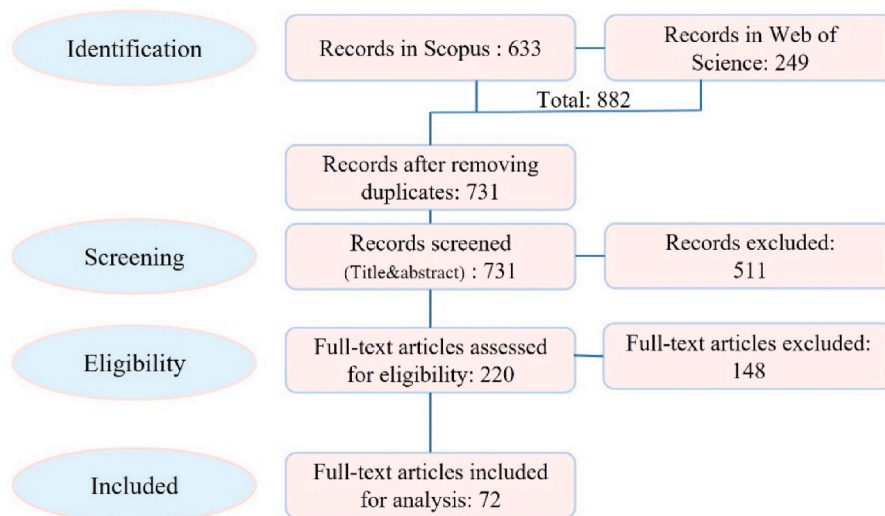 Identification
Records in Scopus : 633
Records in Web of
Science: 249
Total: 882
Records after removing
duplicates: 731
Screening
Records screened
(Title&abstract) : 731
Records excluded:
511
Eligibility
Full-text articles assessed
for eligibility: 220
Full-text articles excluded:
148
Included
Full-text articles included
for analysis: 72